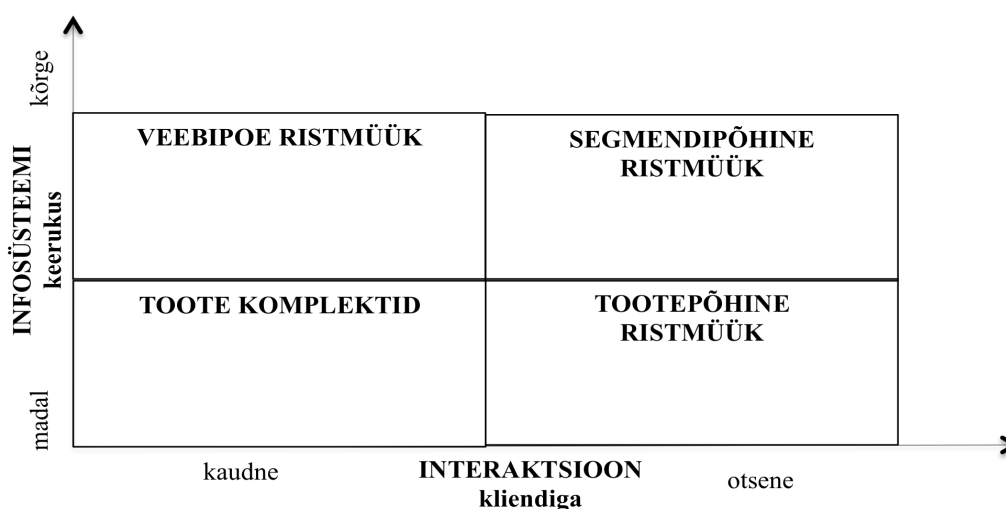 kõrge
INFOSÜSTEEMI
keerukus
madal
VEEBIPOE RISTMÜÜK
SEGMENDIPÕHINE
RISTMÜÜK
TOOTE KOMPLEKTID
TOOTEPÕHINE
RISTMÜÜK
kaudne
INTERAKTSIOON
kliendiga
otsene